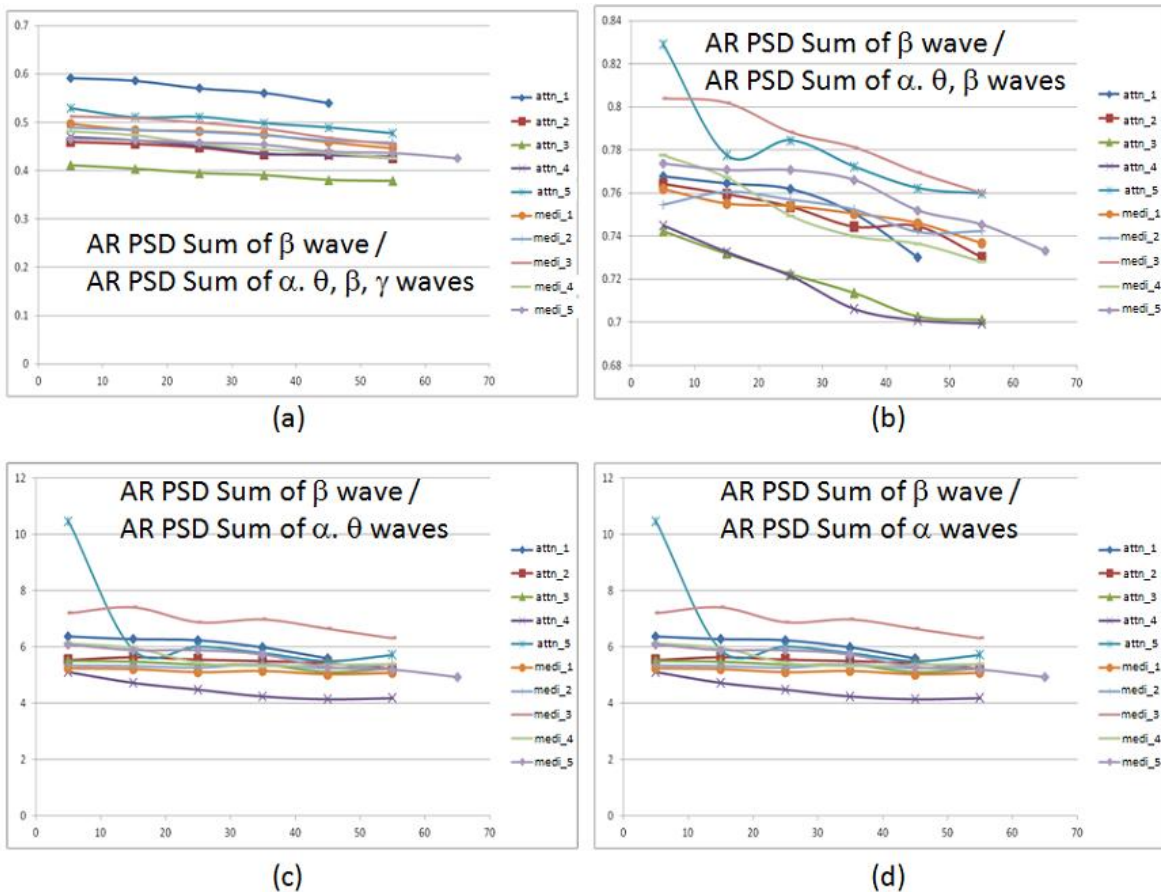 0.7
0.6
0.5
0.4
0.3
0.2
0.1
0
0 10 20 30 40 50 60 70
AR PSD Sum of β wave /
AR PSD Sum of α. θ, β, γ waves
attn_1
attn_2
attn_3
attn_4
attn_5
medi_1
medi_2
medi_3
medi_4
medi_5
(a)
0.84
0.82
0.8
0.78
0.76
0.74
0.72
0.7
0.68
0 10 20 30 40 50 60 70
AR PSD Sum of β wave /
AR PSD Sum of α. θ, β waves
attn_1
attn_2
attn_3
attn_4
attn_5
medi_1
medi_2
medi_3
medi_4
medi_5
(b)
12
10
8
6
4
2
0
0 10 20 30 40 50 60 70
AR PSD Sum of β wave /
AR PSD Sum of α. θ waves
attn_1
attn_2
attn_3
attn_4
attn_5
medi_1
medi_2
medi_3
medi_4
medi_5
(c)
12
10
8
6
4
2
0
0 10 20 30 40 50 60 70
AR PSD Sum of β wave /
AR PSD Sum of α waves
attn_1
attn_2
attn_3
attn_4
attn_5
medi_1
medi_2
medi_3
medi_4
medi_5
(d)